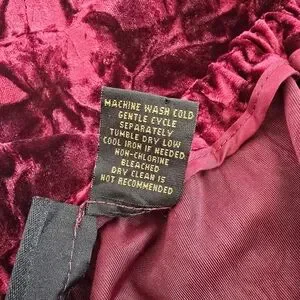 MACHINE WASH COLD
GENTLE CYCLE
SEPARATELY
TUMBLE DRY LOW
COOL IRON IF NEEDED
NON-CHLORINE
BLEACHED
DRY CLEAN IS
NOT RECOMMENDED